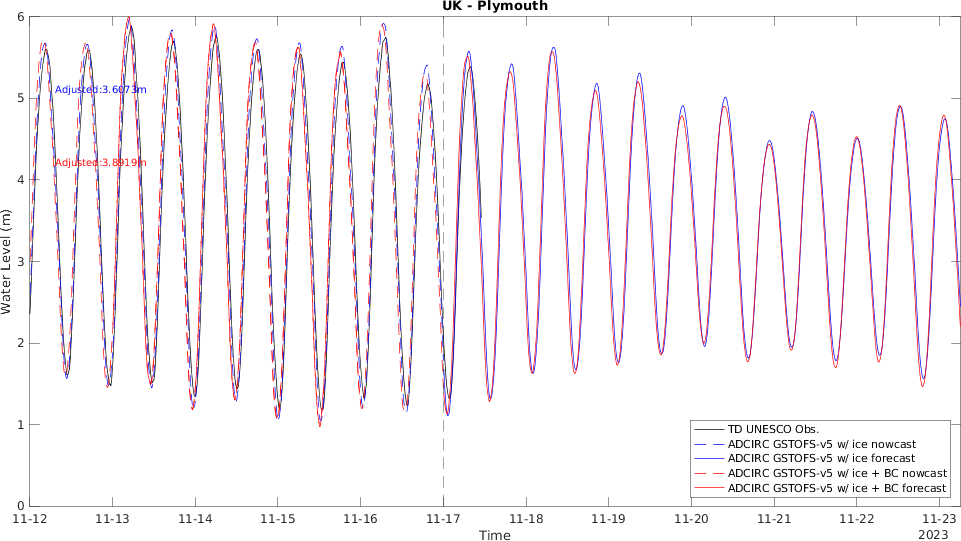 UK - Plymouth
6
5
4
3
2
1
0
Water Level (m)
Adjusted:3.6073m
Adjusted:3.8919m
TD UNESCO Obs.
ADCIRC GSTOFS-v5 w/ ice nowcast
ADCIRC GSTOFS-v5 w/ ice forecast
ADCIRC GSTOFS-v5 w/ ice + BC nowcast
ADCIRC GSTOFS-v5 w/ ice + BC forecast
11-12 11-13 11-14 11-15 11-16 11-17 11-18 11-19 11-20 11-21 11-22 11-23
Time
2023